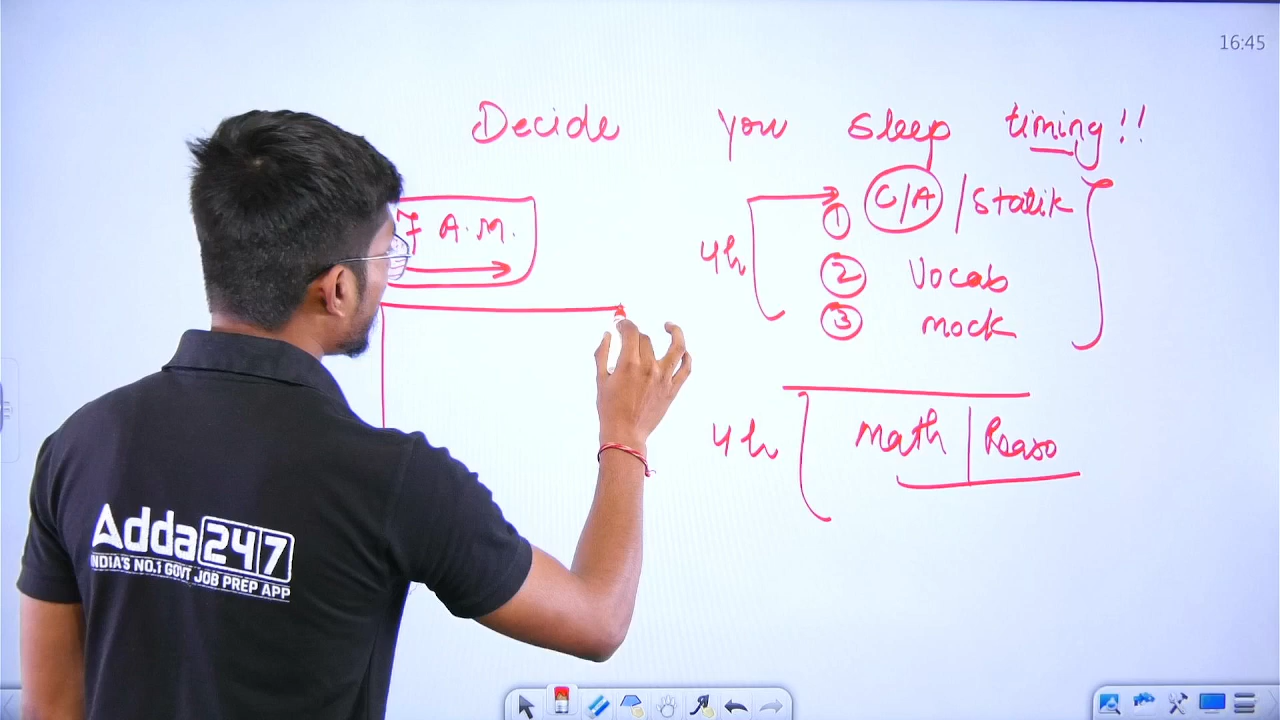 16:45
Decide you sleep timing!!
7 A.M.
4h
① C/A / Statik
② Vocab
③ mock
4h
Math | Reaso
Adda247
INDIA'S NO.1 GOVT JOB PREP APP